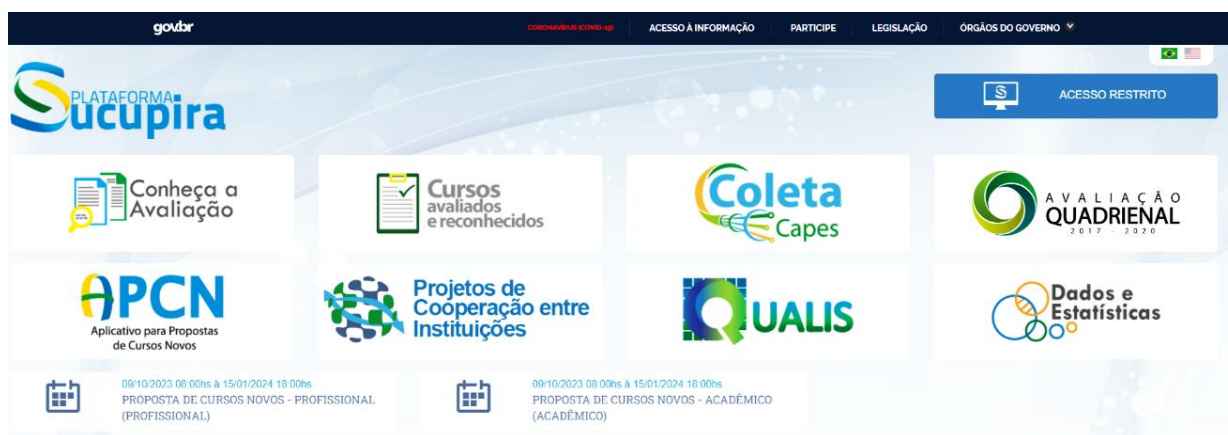 govbr
CORONAVÍRUS (COVID-19)
ACESSO À INFORMAÇÃO
PARTICIPE
LEGISLAÇÃO
ÓRGÃOS DO GOVERNO
PLATAFORMA
Sucupira
S
ACESSO RESTRITO
Conheça a
Avaliação
Cursos
avaliados
e reconhecidos
Coleta
Capes
AVALIAÇÃO
QUADRIENAL
2017 - 2020
APCN
Aplicativo para Propostas
de Cursos Novos
Projetos de
Cooperação entre
Instituições
QUALIS
Dados e
Estatísticas
09/10/2023 08:00hs à 15/01/2024 18:00hs
PROPOSTA DE CURSOS NOVOS - PROFISSIONAL
(PROFISSIONAL)
09/10/2023 08:00hs à 15/01/2024 18:00hs
PROPOSTA DE CURSOS NOVOS - ACADÊMICO
(ACADÊMICO)